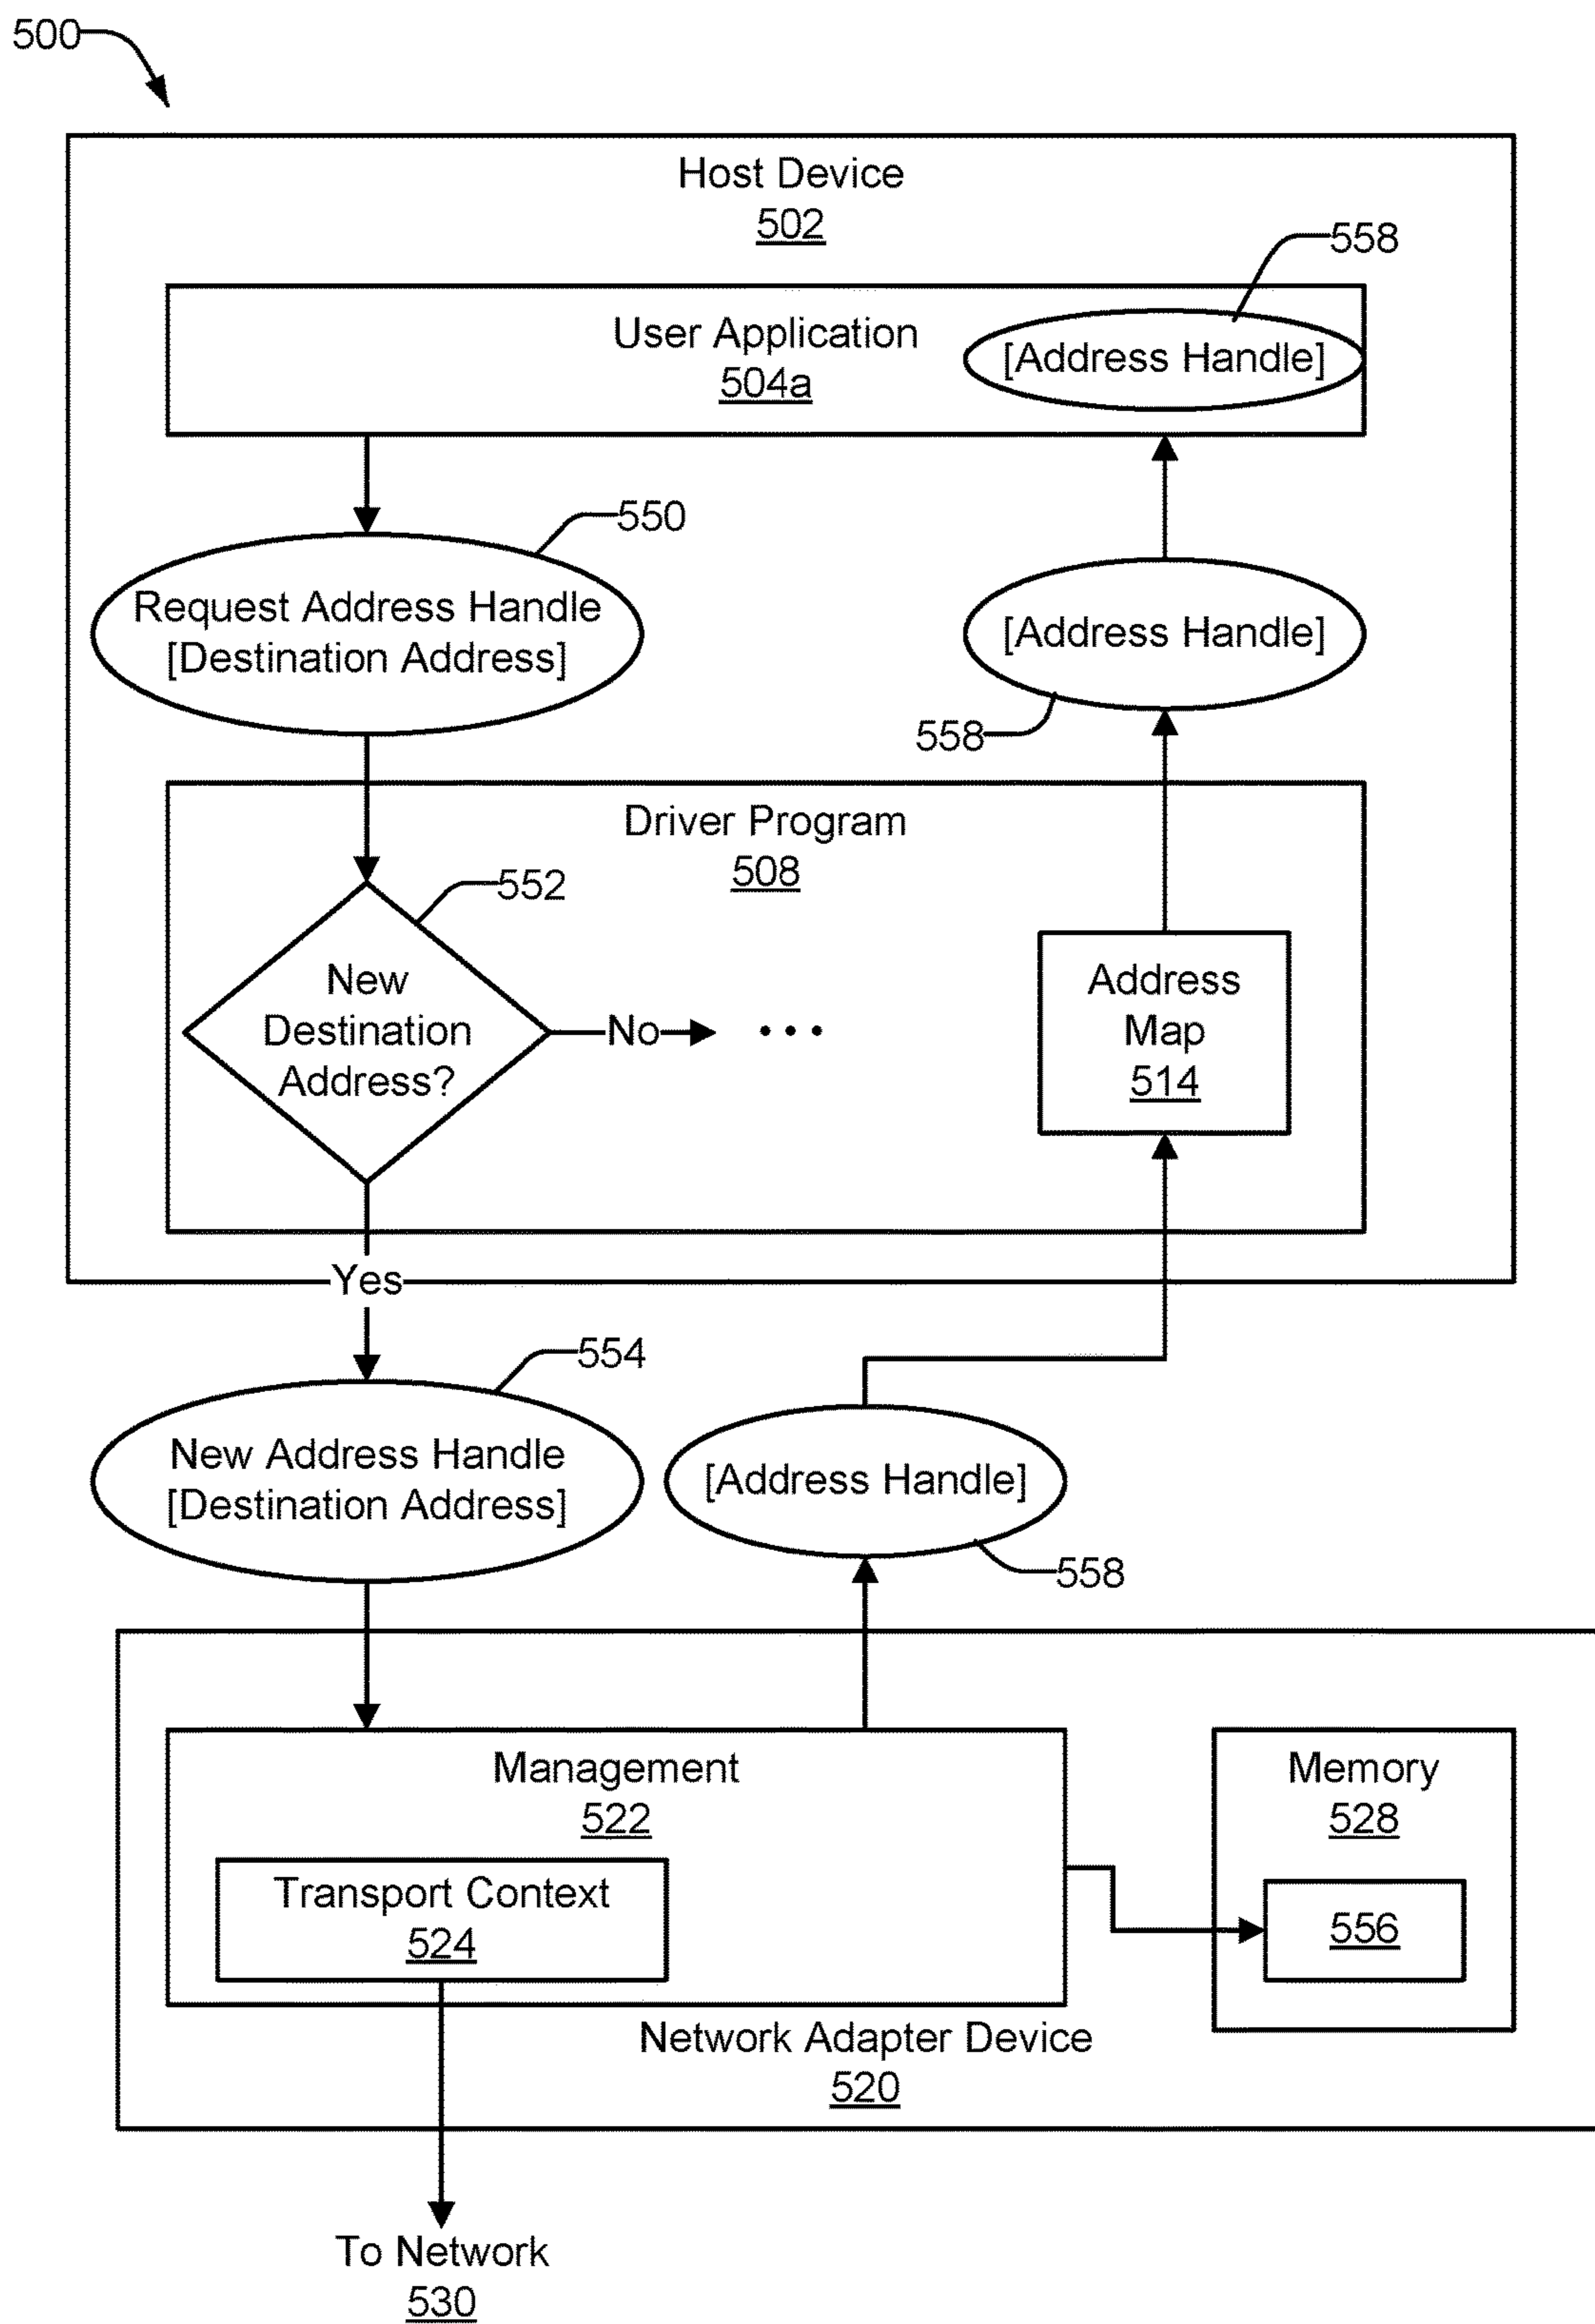 500
Host Device
502
558
User Application
504a
[Address Handle]
550
Request Address Handle
[Destination Address]
[Address Handle]
558
Driver Program
508
552
New
Destination
Address?
No
...
Address
Map
514
Yes
554
New Address Handle
[Destination Address]
[Address Handle]
558
Management
522
Transport Context
524
Memory
528
556
Network Adapter Device
520
To Network
530